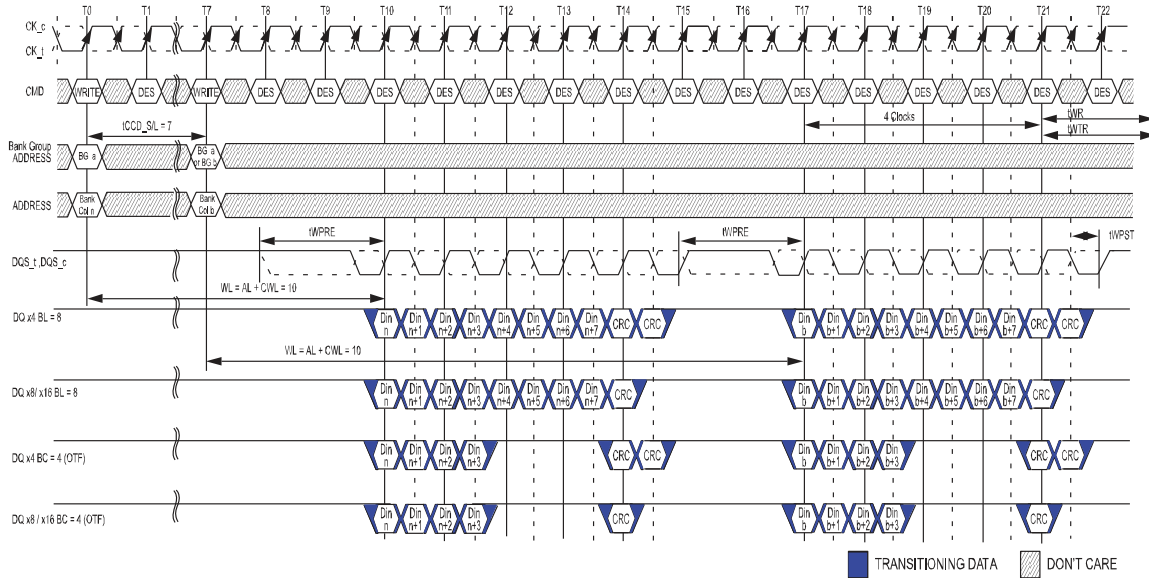 T0 T1 T7 T8 T9 T10 T11 T12 T13 T14 T15 T16 T17 T18 T19 T20 T21 T22
CK_c
CK_t
CMD WRITE DES WRITE DES DES DES DES DES DES DES DES DES DES DES DES DES DES DES
tCCD_S/L = 7
4 Clocks
tWR
tWTR
Bank Group
ADDRESS
BG a
BG a
or BG b
ADDRESS
Bank
Col n
Bank
Col b
tWPRE
tWPRE
tWPST
DQS_t ,DQS_c
WL = AL + CWL = 10
DQ x4 BL = 8
Din n Din n+1 Din n+2 Din n+3 Din n+4 Din n+5 Din n+6 Din n+7 CRC CRC Din b Din b+1 Din b+2 Din b+3 Din b+4 Din b+5 Din b+6 Din b+7 CRC CRC
WL = AL + CWL = 10
DQ x8/ x16 BL = 8
Din n Din n+1 Din n+2 Din n+3 Din n+4 Din n+5 Din n+6 Din n+7 CRC Din b Din b+1 Din b+2 Din b+3 Din b+4 Din b+5 Din b+6 Din b+7 CRC
DQ x4 BC = 4 (OTF)
Din n Din n+1 Din n+2 Din n+3 CRC CRC Din b Din b+1 Din b+2 Din b+3 CRC CRC
DQ x8 / x16 BC = 4 (OTF)
Din n Din n+1 Din n+2 Din n+3 CRC Din b Din b+1 Din b+2 Din b+3 CRC
TRANSITIONING DATA
DON'T CARE